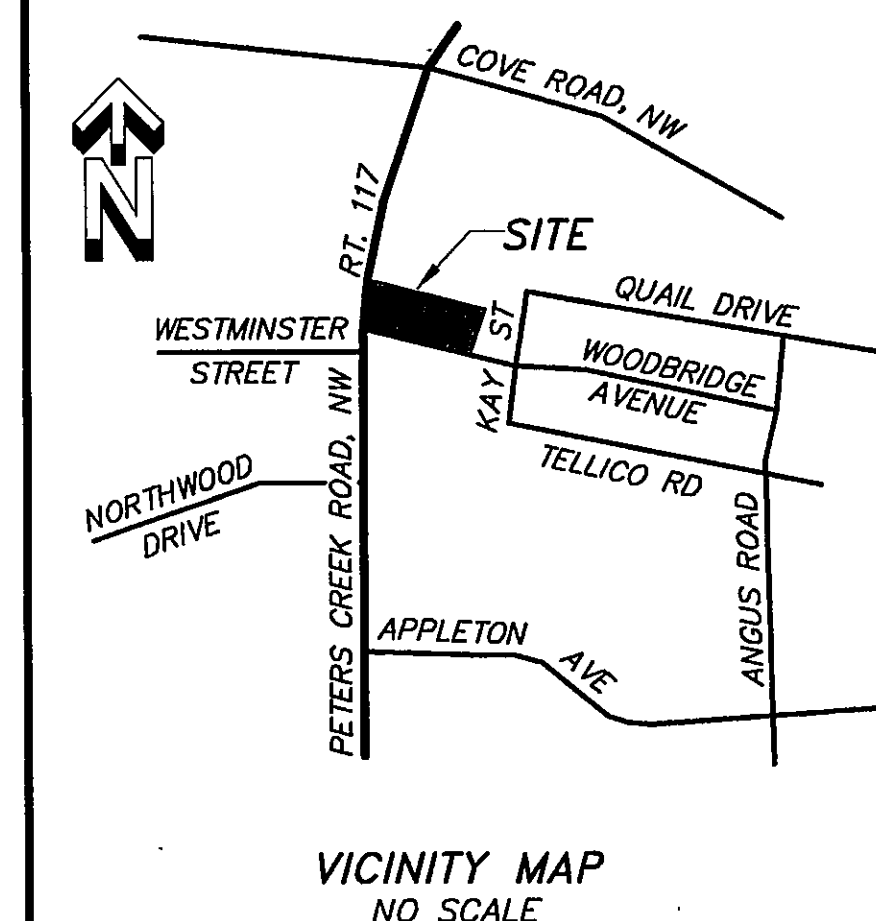 COVE ROAD, NW
N
RT. 117
SITE
QUAIL DRIVE
KAY ST
WESTMINSTER
STREET
WOODBRIDGE
AVENUE
TELLICO RD
NORTHWOOD
DRIVE
PETERS CREEK ROAD, NW
ANGUS ROAD
APPLETON AVE
VICINITY MAP
NO SCALE